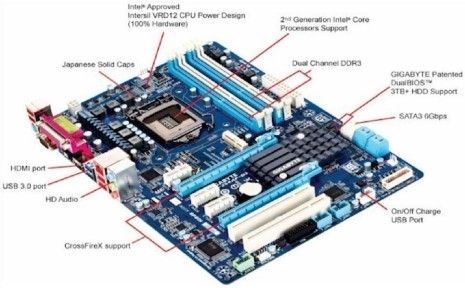 Intel® Approved
Intersil VRD12 CPU Power Design
(100% Hardware)
2nd Generation Intel® Core
Processors Support
Japanese Solid Caps
Dual Channel DDR3
GIGABYTE Patented
DualBIOS™
3TB+ HDD Support
SATA3 6Gbps
HDMI port
USB 3.0 port
HD Audio
On/Off Charge
USB Port
CrossFireX support
GIGABYTE